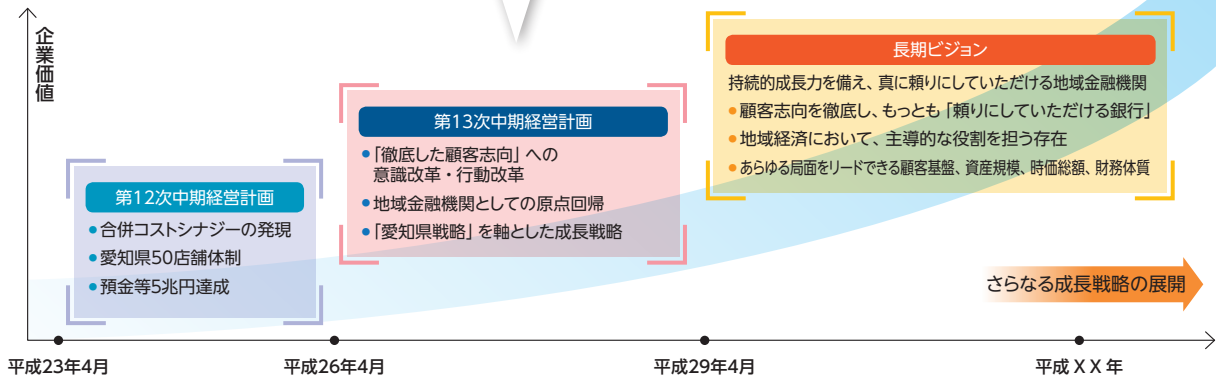 企業価値
第12次中期経営計画
●合併コストシナジーの発現
●愛知県50店舗体制
●預金等5兆円達成
第13次中期経営計画
●「徹底した顧客志向」への
意識改革・行動改革
●地域金融機関としての原点回帰
●「愛知県戦略」を軸とした成長戦略
長期ビジョン
持続的成長力を備え、真に頼りにしていただける地域金融機関
●顧客志向を徹底し、もっとも「頼りにしていただける銀行」
●地域経済において、主導的な役割を担う存在
●あらゆる局面をリードできる顧客基盤、資産規模、時価総額、財務体質
さらなる成長戦略の展開
平成23年4月
平成26年4月
平成29年4月
平成XX年